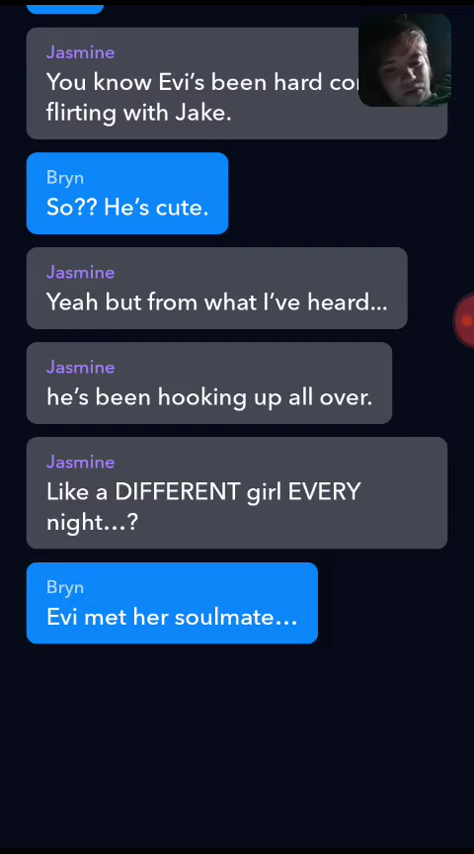 Jasmine
You know Evi's been hard
flirting with Jake.
Bryn
So?? He's cute.
Jasmine
Yeah but from what I've heard...
Jasmine
he's been hooking up all over.
Jasmine
Like a DIFFERENT girl EVERY
night...?
Bryn
Evi met her soulmate...